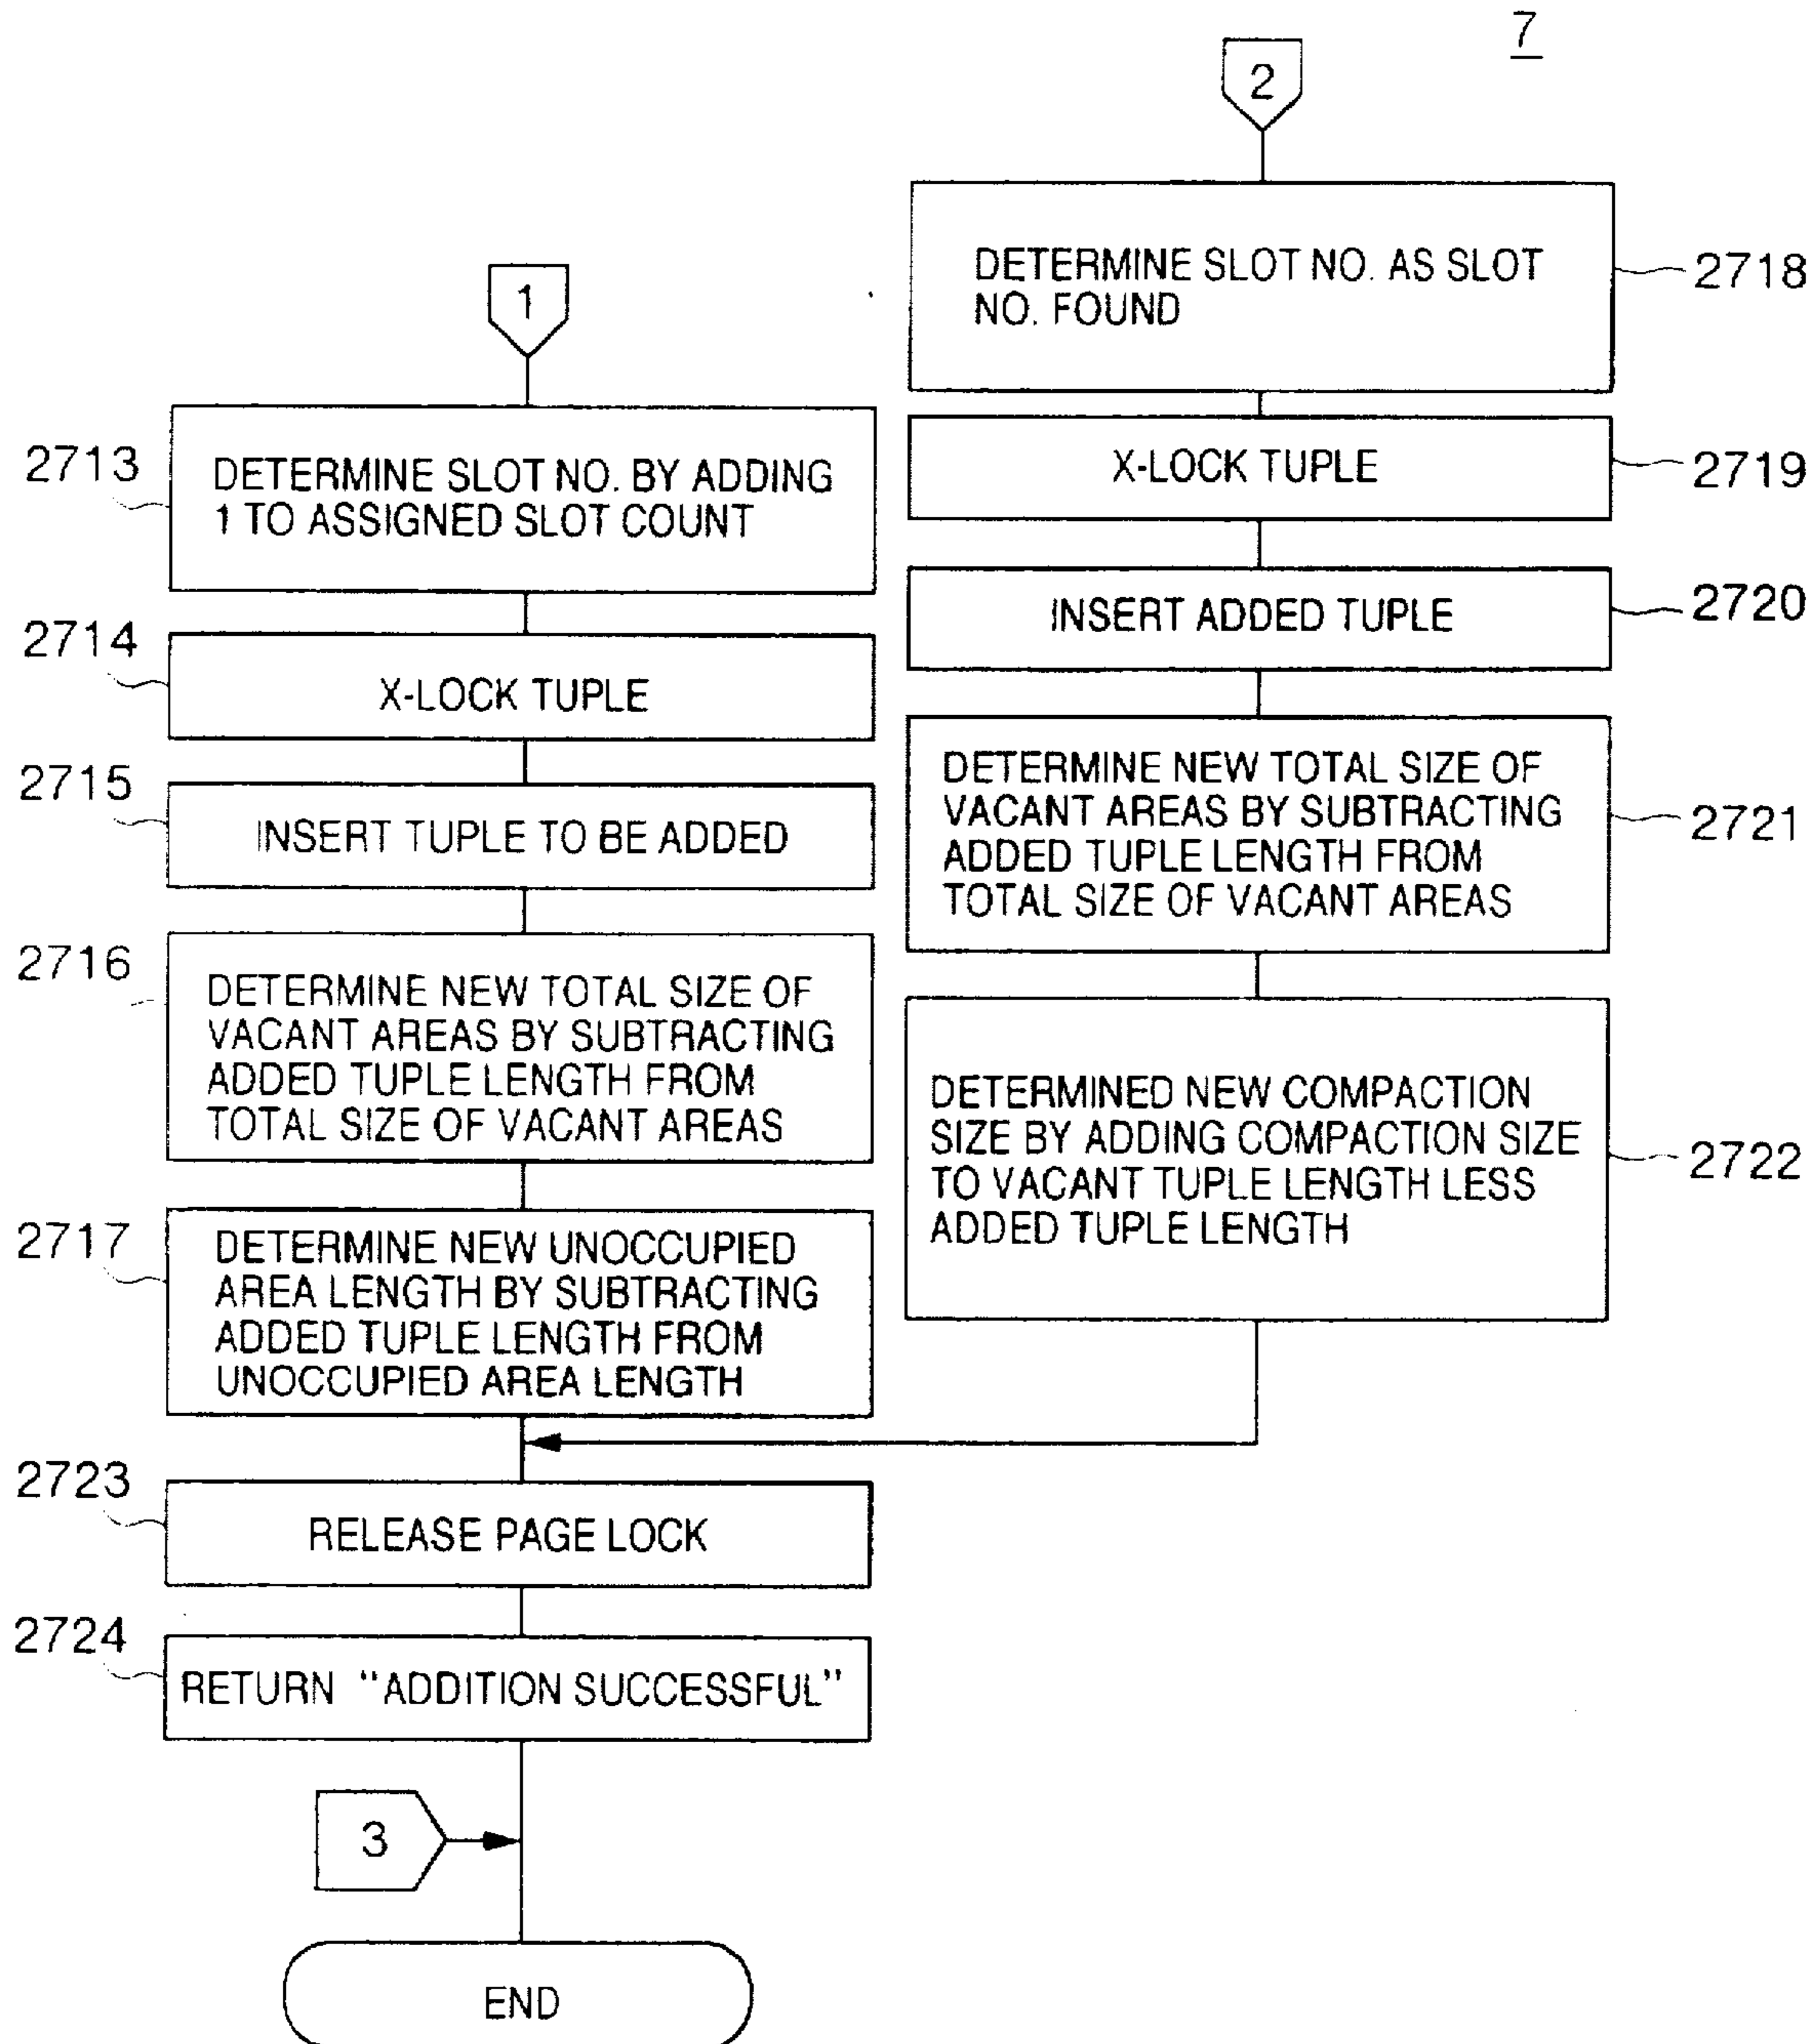 7
2
DETERMINE SLOT NO. AS SLOT
NO. FOUND
2718
X-LOCK TUPLE
2719
INSERT ADDED TUPLE
2720
DETERMINE NEW TOTAL SIZE OF
VACANT AREAS BY SUBTRACTING
ADDED TUPLE LENGTH FROM
TOTAL SIZE OF VACANT AREAS
2721
DETERMINED NEW COMPACTION
SIZE BY ADDING COMPACTION SIZE
TO VACANT TUPLE LENGTH LESS
ADDED TUPLE LENGTH
2722
1
2713
DETERMINE SLOT NO. BY ADDING
1 TO ASSIGNED SLOT COUNT
2714
X-LOCK TUPLE
2715
INSERT TUPLE TO BE ADDED
2716
DETERMINE NEW TOTAL SIZE OF
VACANT AREAS BY SUBTRACTING
ADDED TUPLE LENGTH FROM
TOTAL SIZE OF VACANT AREAS
2717
DETERMINE NEW UNOCCUPIED
AREA LENGTH BY SUBTRACTING
ADDED TUPLE LENGTH FROM
UNOCCUPIED AREA LENGTH
2723
RELEASE PAGE LOCK
2724
RETURN "ADDITION SUCCESSFUL"
3
END